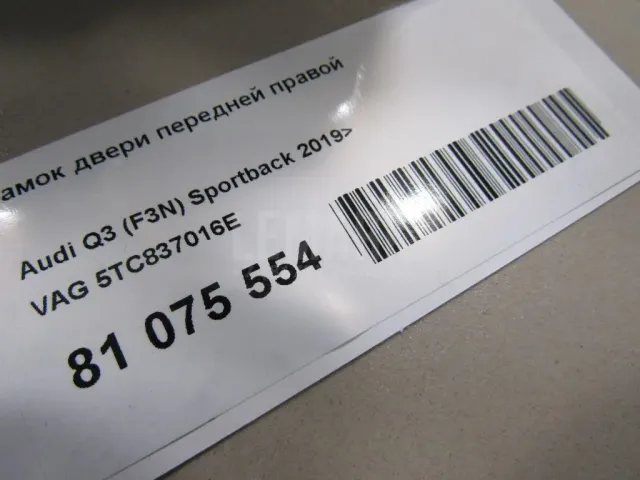 амок двери передней правой
Audi Q3 (F3N) Sportback 2019>
VAG 5TC837016E
81 075 554